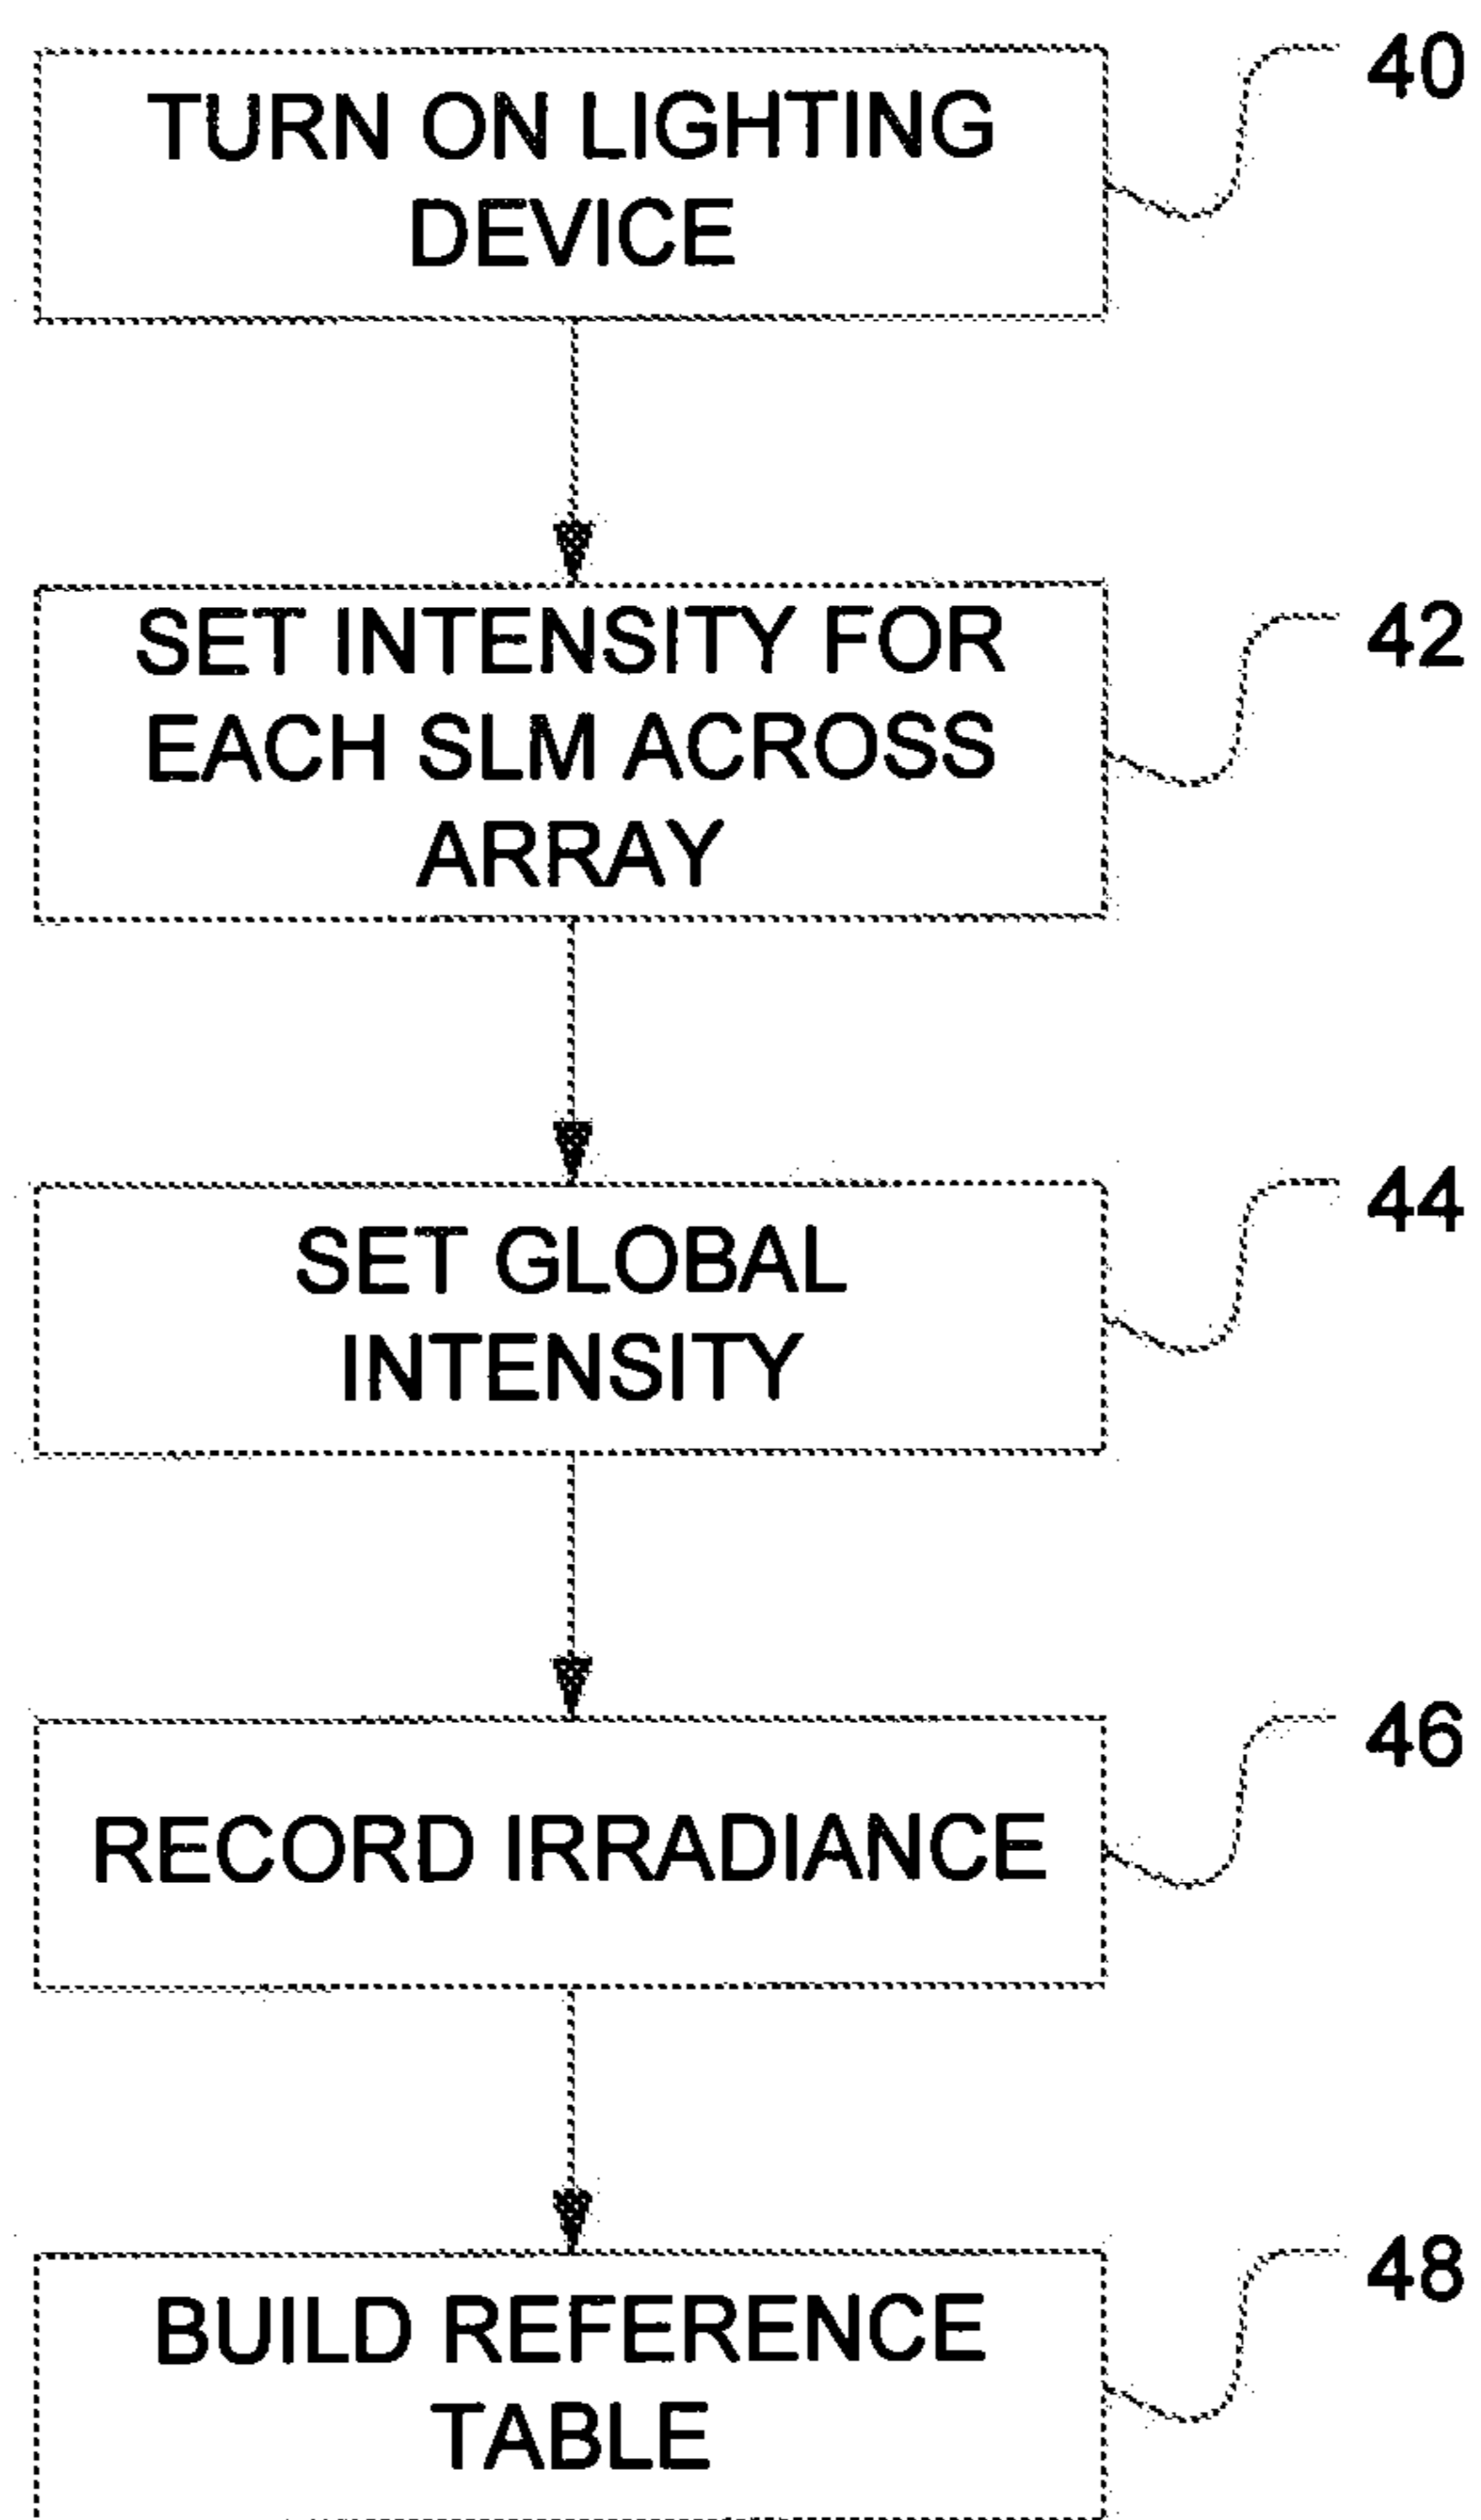 TURN ON LIGHTING
DEVICE
40
SET INTENSITY FOR
EACH SLM ACROSS
ARRAY
42
SET GLOBAL
INTENSITY
44
RECORD IRRADIANCE
46
BUILD REFERENCE
TABLE
48